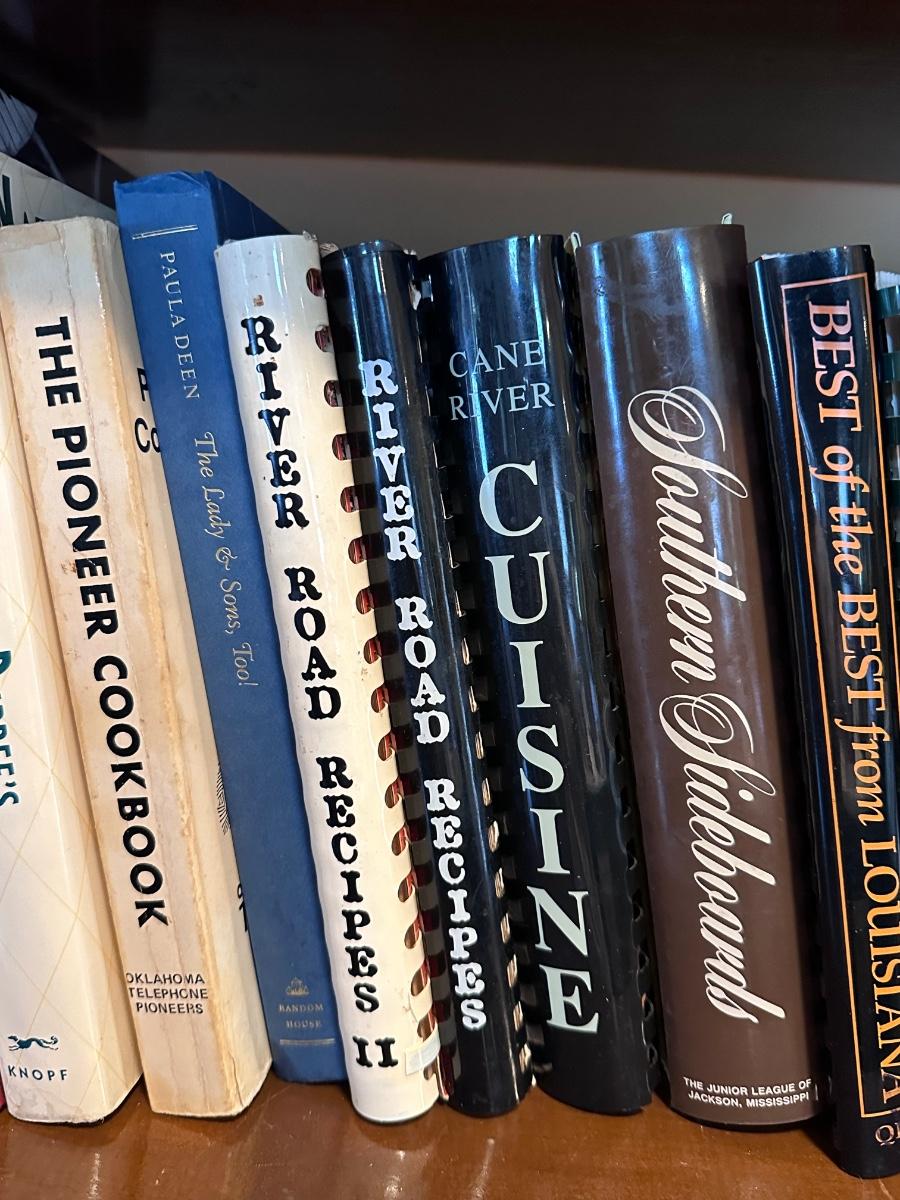 KNOPF
THE PIONEER COOKBOOK
OKLAHOMA
TELEPHONE
PIONEERS
PAULA DEEN
The Lady & Sons, Too!
RANDOM
HOUSE
RIVER ROAD RECIPES II
RIVER ROAD RECIPES
CANE
RIVER
CUISINE
Southern Sideboards
THE JUNIOR LEAGUE OF
JACKSON, MISSISSIPPI
BEST of the BEST from LOUISIANA